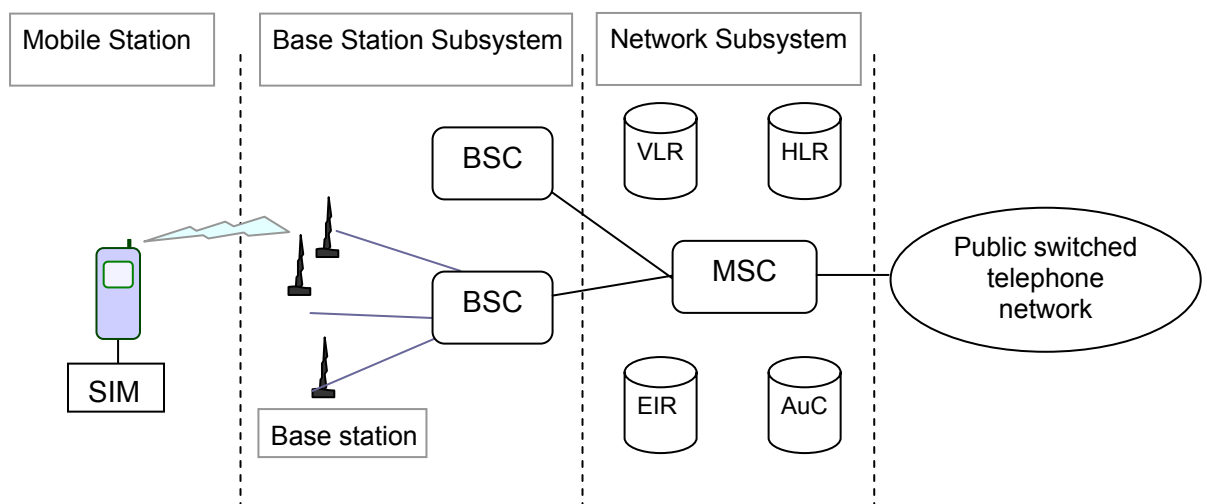 Mobile Station
Base Station Subsystem
Network Subsystem
VLR
HLR
BSC
BSC
MSC
Public switched
telephone
network
SIM
EIR
AuC
Base station